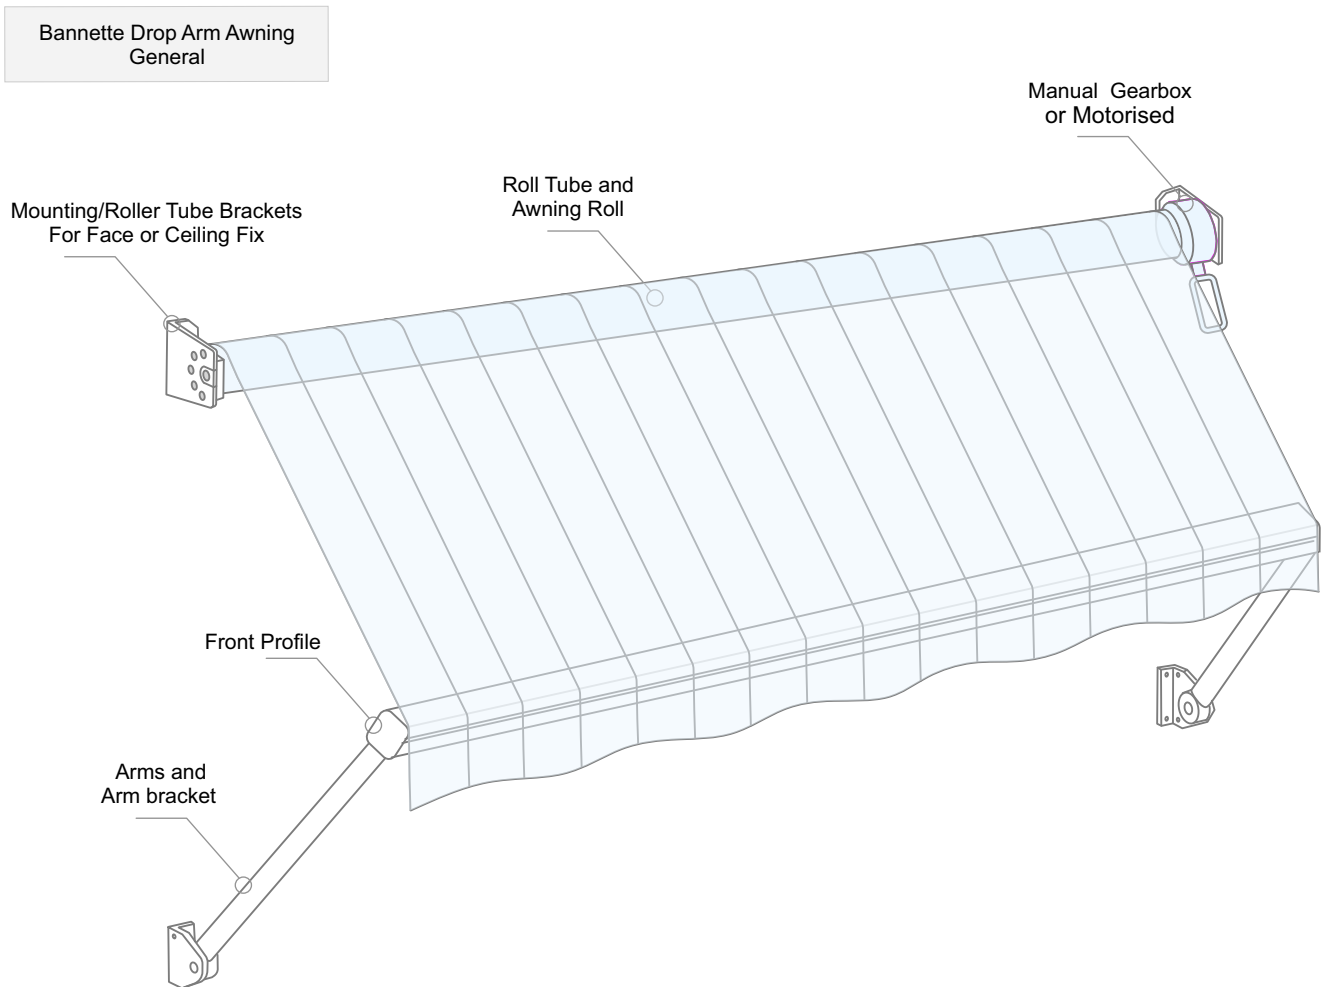 Bannette Drop Arm Awning
General
Manual Gearbox
or Motorised
Roll Tube and
Awning Roll
Mounting/Roller Tube Brackets
For Face or Ceiling Fix
Front Profile
Arms and
Arm bracket